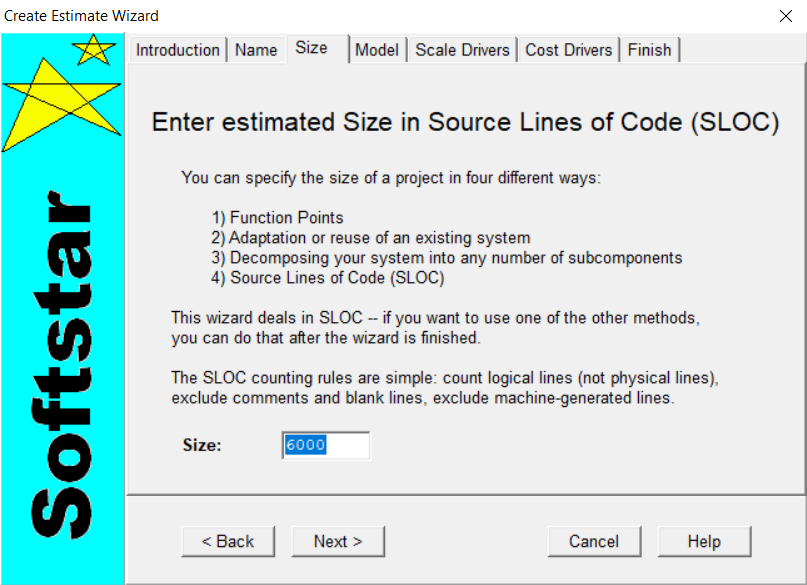 Create Estimate Wizard
Introduction Name Size Model Scale Drivers Cost Drivers Finish
Softstar
Enter estimated Size in Source Lines of Code (SLOC)
You can specify the size of a project in four different ways:
1) Function Points
2) Adaptation or reuse of an existing system
3) Decomposing your system into any number of subcomponents
4) Source Lines of Code (SLOC)
This wizard deals in SLOC -- if you want to use one of the other methods,
you can do that after the wizard is finished.
The SLOC counting rules are simple: count logical lines (not physical lines),
exclude comments and blank lines, exclude machine-generated lines.
Size: 6000
< Back Next > Cancel Help